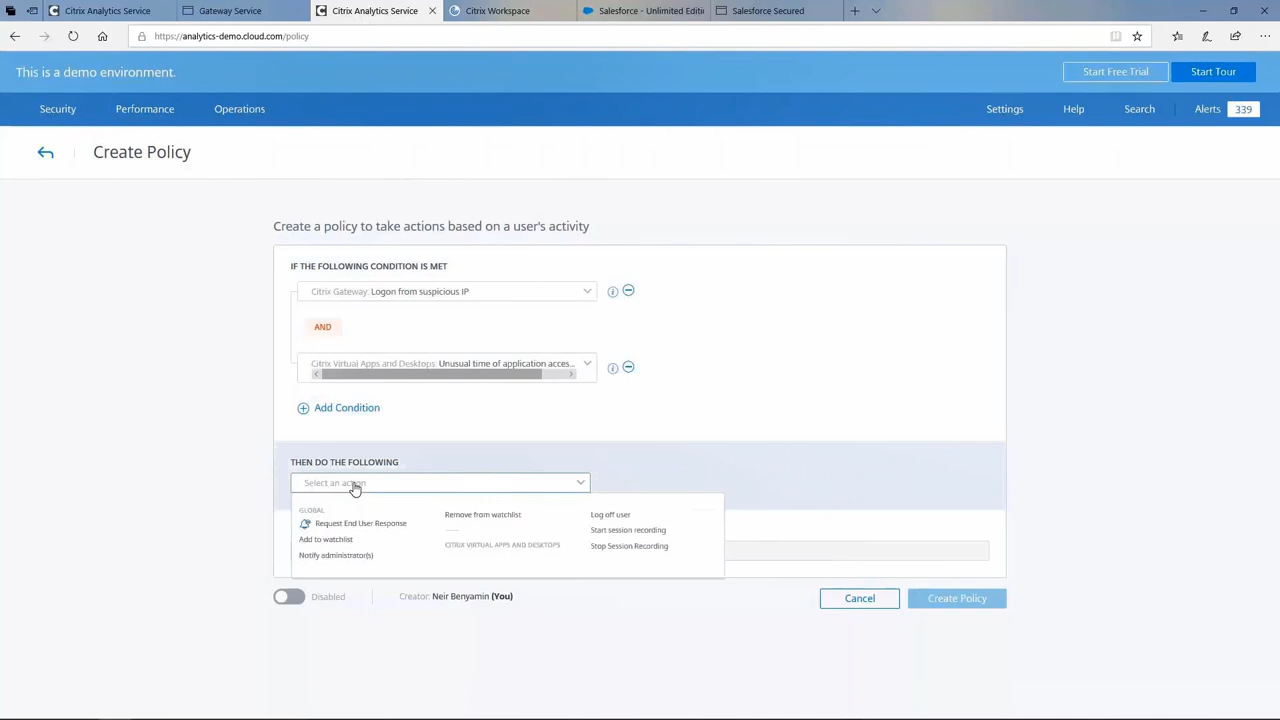 Citrix Analytics Service
Gateway Service
Citrix Analytics Service
Citrix Workspace
Salesforce - Unlimited Editi
Salesforce Secured
https://analytics-demo.cloud.com/policy
This is a demo environment.
Start Free Trial
Start Tour
Security
Performance
Operations
Settings
Help
Search
Alerts 339
Create Policy
Create a policy to take actions based on a user's activity
IF THE FOLLOWING CONDITION IS MET
Citrix Gateway: Logon from suspicious IP
AND
Citrix Virtual Apps and Desktops: Unusual time of application acces...
Add Condition
THEN DO THE FOLLOWING
Select an action
GLOBAL
Request End User Response
Add to watchlist
Notify administrator(s)
Remove from watchlist
CITRIX VIRTUAL APPS AND DESKTOPS
Log off user
Start session recording
Stop Session Recording
Disabled
Creator: Neir Benyamin (You)
Cancel
Create Policy